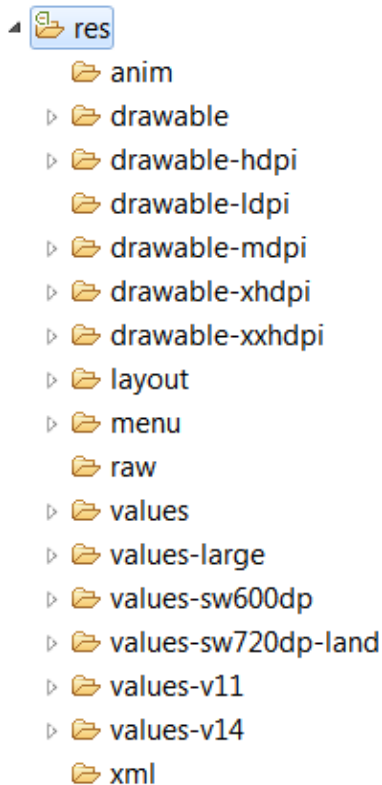 res
anim
drawable
drawable-hdpi
drawable-ldpi
drawable-mdpi
drawable-xhdpi
drawable-xxhdpi
layout
menu
raw
values
values-large
values-sw600dp
values-sw720dp-land
values-v11
values-v14
xml